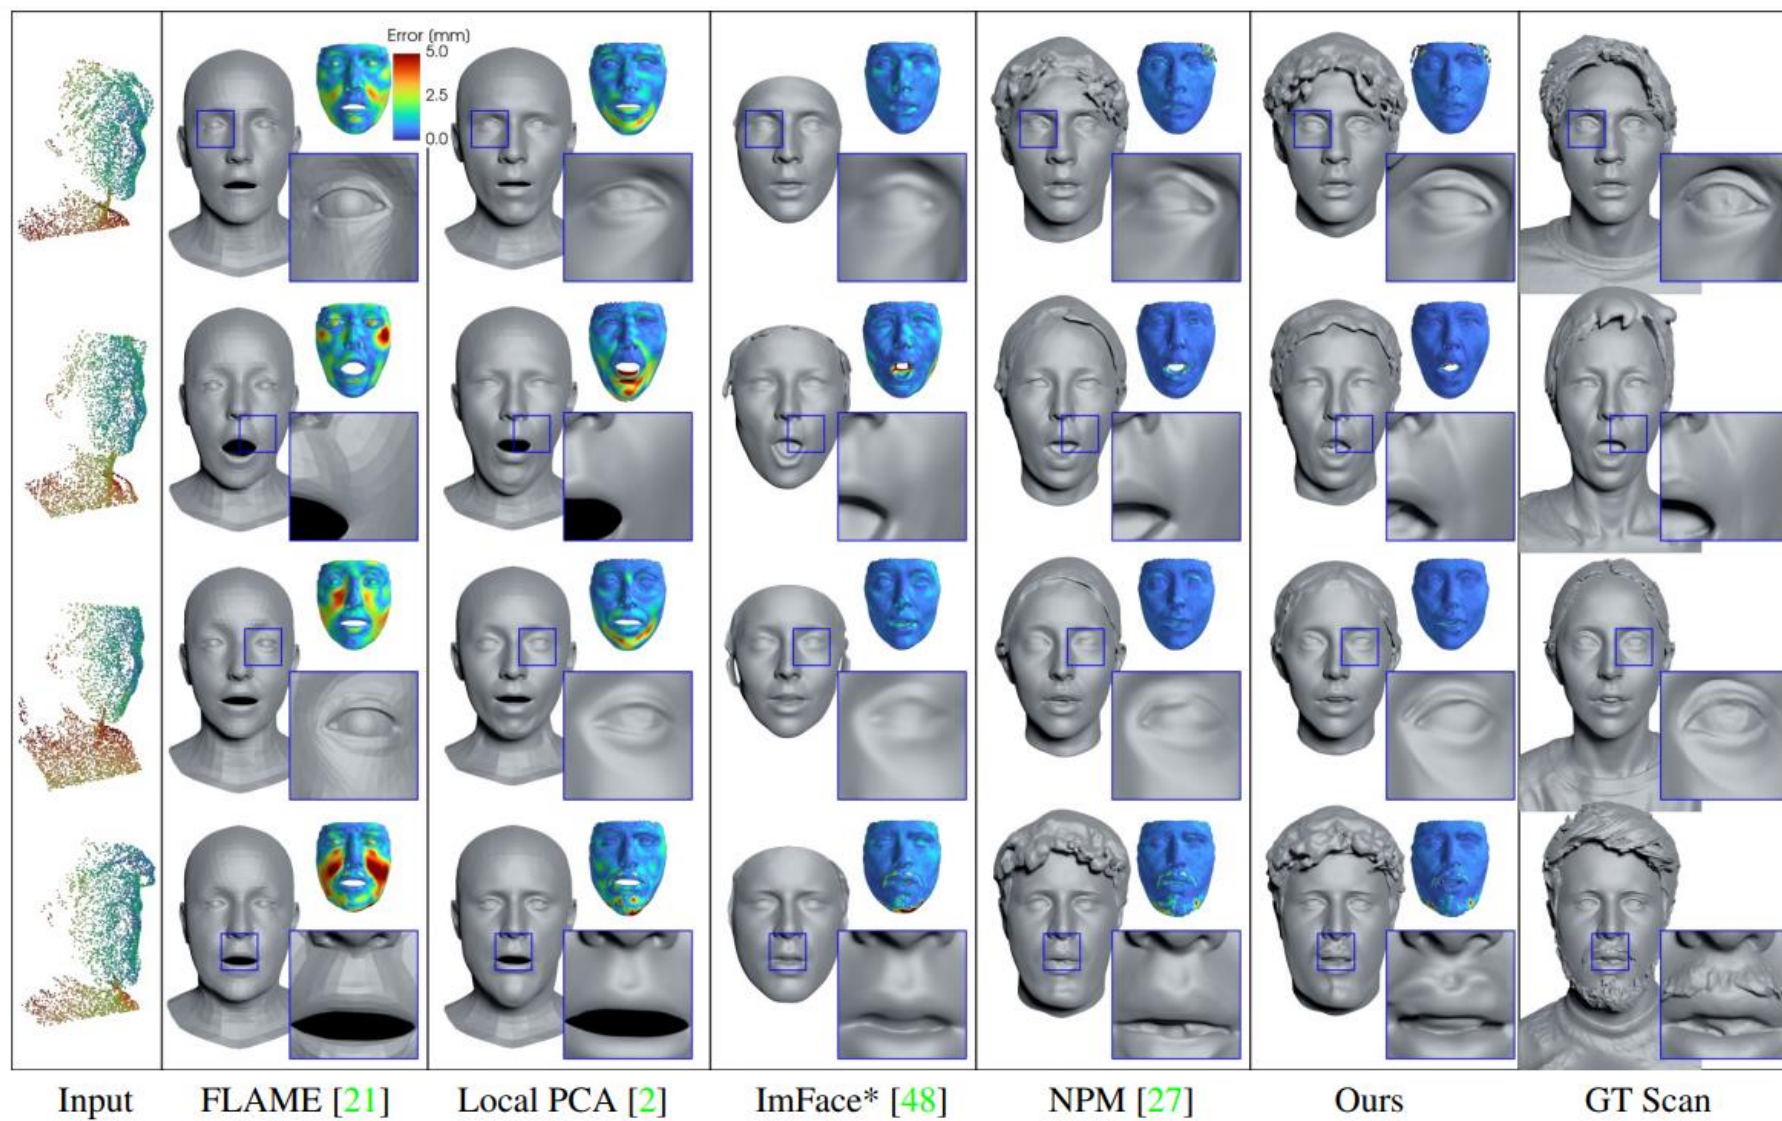 Error (mm)
5.0
2.5
0.0
Input
FLAME [21]
Local PCA [2]
ImFace* [48]
NPM [27]
Ours
GT Scan